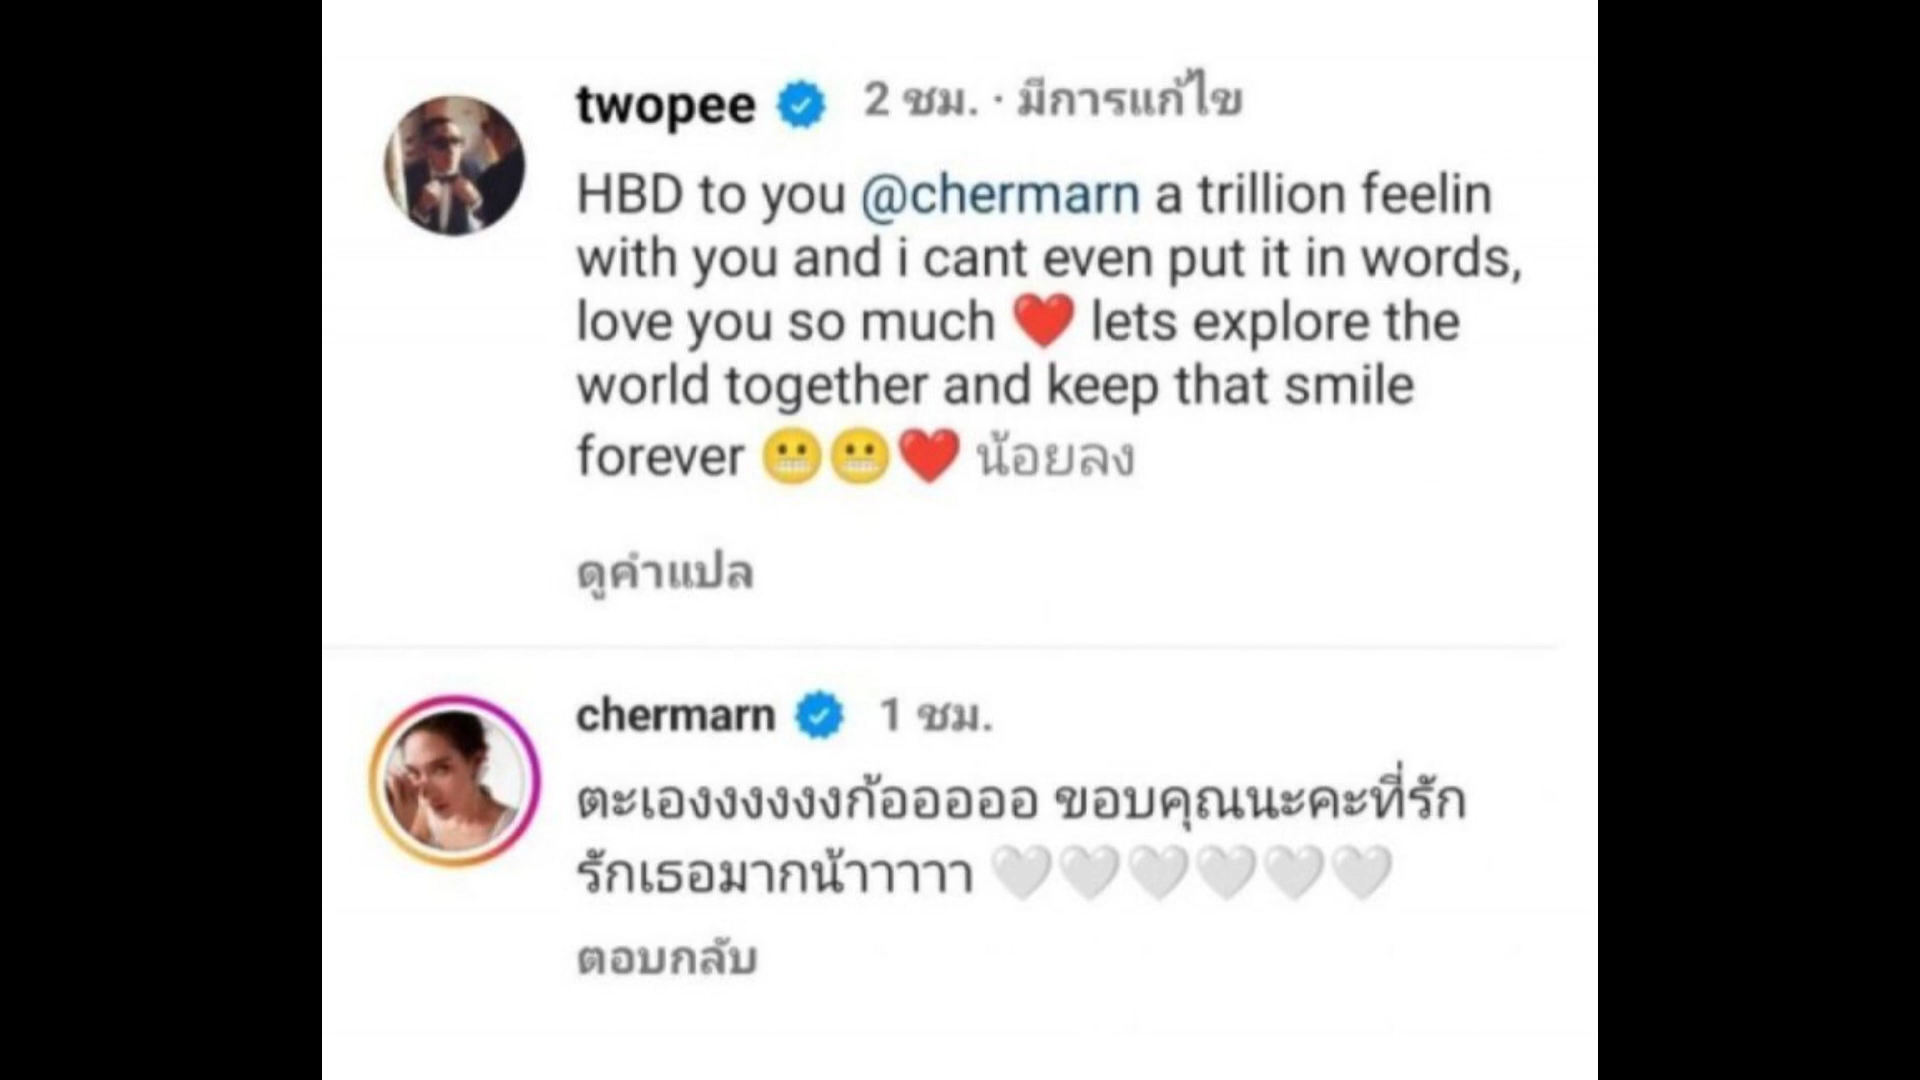 twopee 2 ชม. · มีการแก้ไข
HBD to you @chermarn a trillion feelin
with you and i cant even put it in words,
love you so much ❤️ lets explore the
world together and keep that smile
forever 😬😬❤️ น้อยลง
ดูคำแปล
chermarn 1 ชม.
ตะเองงงงงงก้อออออ ขอบคุณนะคะที่รัก
รักเธอมากน้าาาาา 🤍🤍🤍🤍🤍🤍
ตอบกลับ